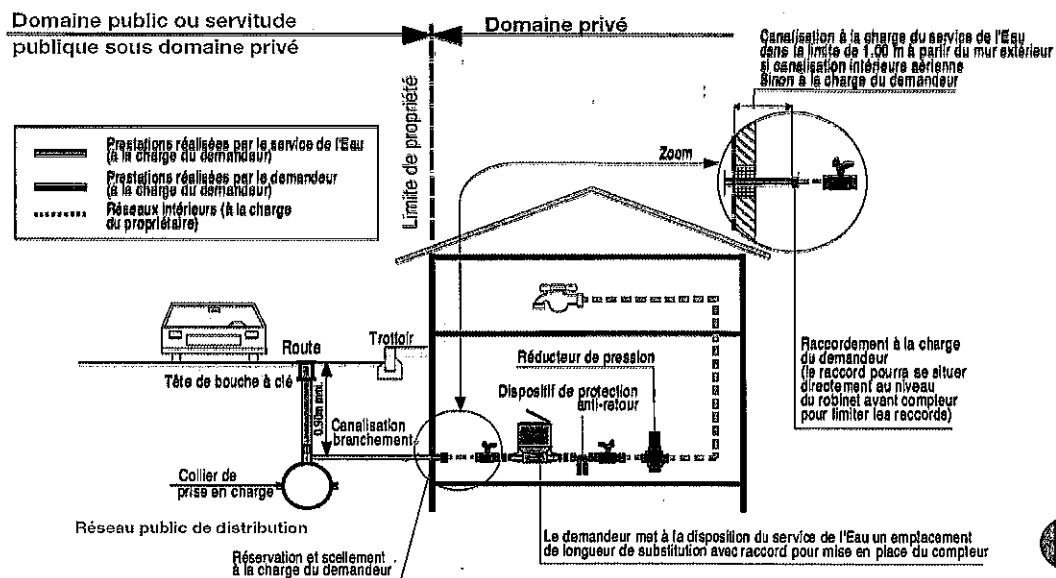 Domaine public ou servitude
publique sous domaine privé
Domaine privé
Canalisation à la charge du service de l'Eau
dans la limite de 1.00 m à partir du mur extérieur
si canalisation intérieure aérienne
Sinon à la charge du demandeur
Limite de propriété
Zoom
Prestations réalisées par le service de l'Eau
(à la charge du demandeur)
Prestations réalisées par le demandeur
(à la charge du demandeur)
Réseaux intérieurs (à la charge
du propriétaire)
Trottoir
Route
Tête de bouche à clé
0.90m mini.
Canalisation
branchement
Collier de
prise en charge
Réseau public de distribution
Réservation et scellement
à la charge du demandeur
Réducteur de pression
Dispositif de protection
anti-retour
Raccordement à la charge
du demandeur
(le raccord pourra se situer
directement au niveau
du robinet avant compteur
pour limiter les raccords)
Le demandeur met à la disposition du service de l'Eau un emplacement
de longueur de substitution avec raccord pour mise en place du compteur